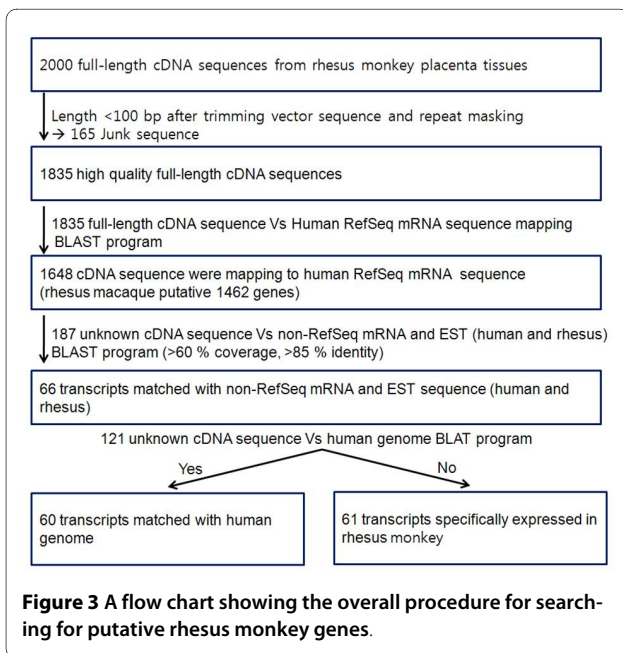 2000 full-length cDNA sequences from rhesus monkey placenta tissues
Length <100 bp after trimming vector sequence and repeat masking
→ 165 Junk sequence
1835 high quality full-length cDNA sequences
1835 full-length cDNA sequence Vs Human RefSeq mRNA sequence mapping
BLAST program
1648 cDNA sequence were mapping to human RefSeq mRNA sequence
(rhesus macaque putative 1462 genes)
187 unknown cDNA sequence Vs non-RefSeq mRNA and EST (human and rhesus)
BLAST program (>60 % coverage, >85 % identity)
66 transcripts matched with non-RefSeq mRNA and EST sequence (human and
rhesus)
121 unknown cDNA sequence Vs human genome BLAT program
Yes
No
60 transcripts matched with human
genome
61 transcripts specifically expressed in
rhesus monkey
Figure 3 A flow chart showing the overall procedure for search-
ing for putative rhesus monkey genes.